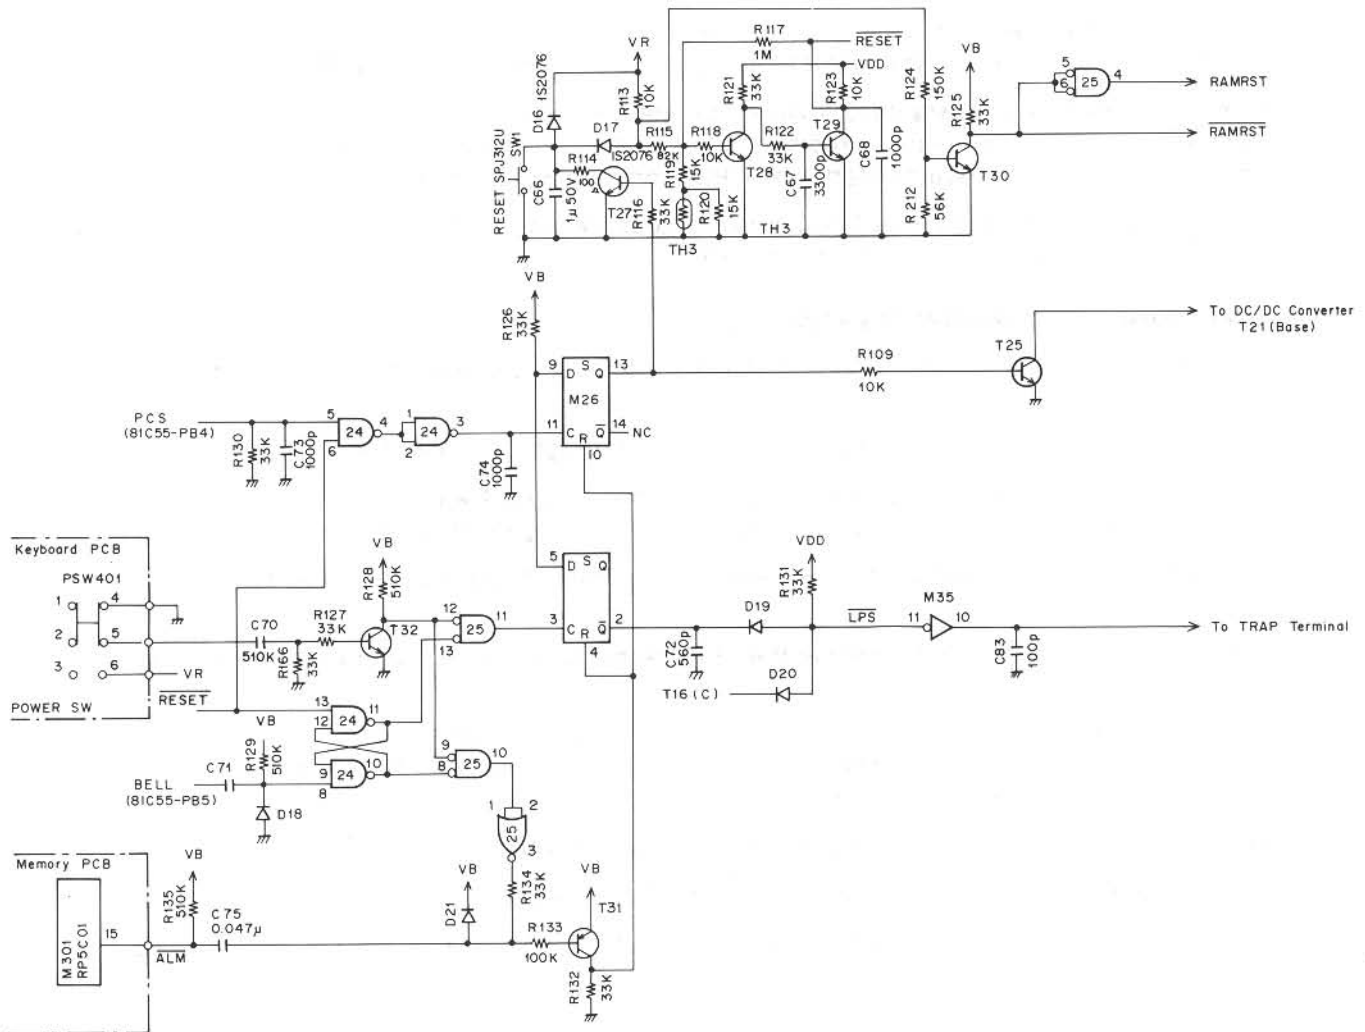 VR
R117
1M
RESET
VDD
VB
5
6
25
4
RAMRST
RAMRST
1S2076
D16
R113
10K
D17
1S2076
R115
82K
R118
10K
R121
33K
T28
R122
33K
T29
R123
10K
C67
3300p
C68
1000p
R124
150K
R125
33K
T30
R212
56K
RESET SPJ312U
SW1
C66
1µ 50V
R114
100
T27
R116
33K
R119
15K
R120
15K
TH3
TH3
VB
R126
33K
To DC/DC Converter
T21 (Base)
T25
R109
10K
9
D
S
Q
13
M26
11
C
R
Q
14
NC
10
PCS
(81C55-PB4)
R130
33K
C73
1000p
5
6
24
4
1
2
24
3
C74
1000p
Keyboard PCB
PSW401
1
4
2
5
3
6
VR
POWER SW
RESET
C70
510K
R127
33K
R166
33K
VB
R128
510K
T32
12
13
25
11
5
D
S
Q
3
C
R
Q
2
4
VDD
R131
33K
D19
C72
560p
LPS
M35
11
10
C83
100p
To TRAP Terminal
T16 (C)
D20
13
12
24
11
9
8
24
10
9
8
25
10
VB
R129
510K
C71
BELL
(81C55-PB5)
D18
1
2
25
3
R134
33K
Memory PCB
M301
RP5C01
15
ALM
VB
R135
510K
C75
0.047µ
VB
D21
R133
100K
VB
T31
R132
33K